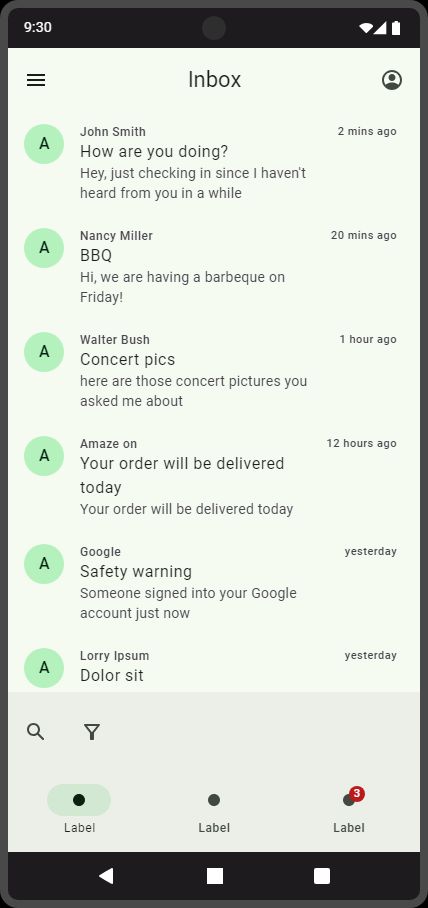 9:30
Inbox
A
John Smith
2 mins ago
How are you doing?
Hey, just checking in since I haven't
heard from you in a while
A
Nancy Miller
20 mins ago
BBQ
Hi, we are having a barbeque on
Friday!
A
Walter Bush
1 hour ago
Concert pics
here are those concert pictures you
asked me about
A
Amaze on
12 hours ago
Your order will be delivered
today
Your order will be delivered today
A
Google
yesterday
Safety warning
Someone signed into your Google
account just now
A
Lorry Ipsum
yesterday
Dolor sit
3
Label
Label
Label